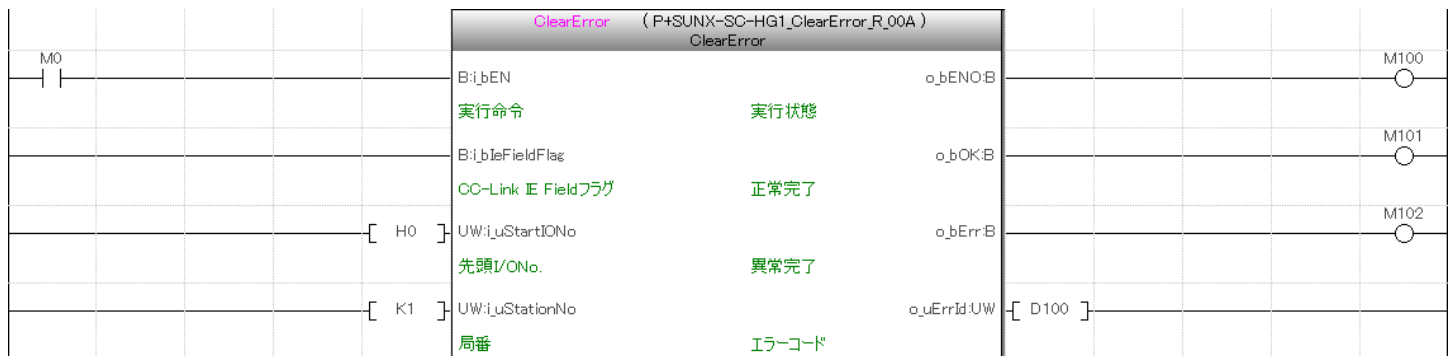 ClearError (P+SUNX-SC-HG1_ClearError_R_00A)
ClearError
M0
M100
B:i_bEN
o_bENO:B
実行命令
実行状態
M101
B:i_bIeFieldFlag
o_bOK:B
CC-Link IE Fieldフラグ
正常完了
M102
H0
UW:i_uStartIONo
o_bErr:B
先頭I/ONo.
異常完了
K1
UW:i_uStationNo
o_uErrId:UW
D100
局番
エラーコード